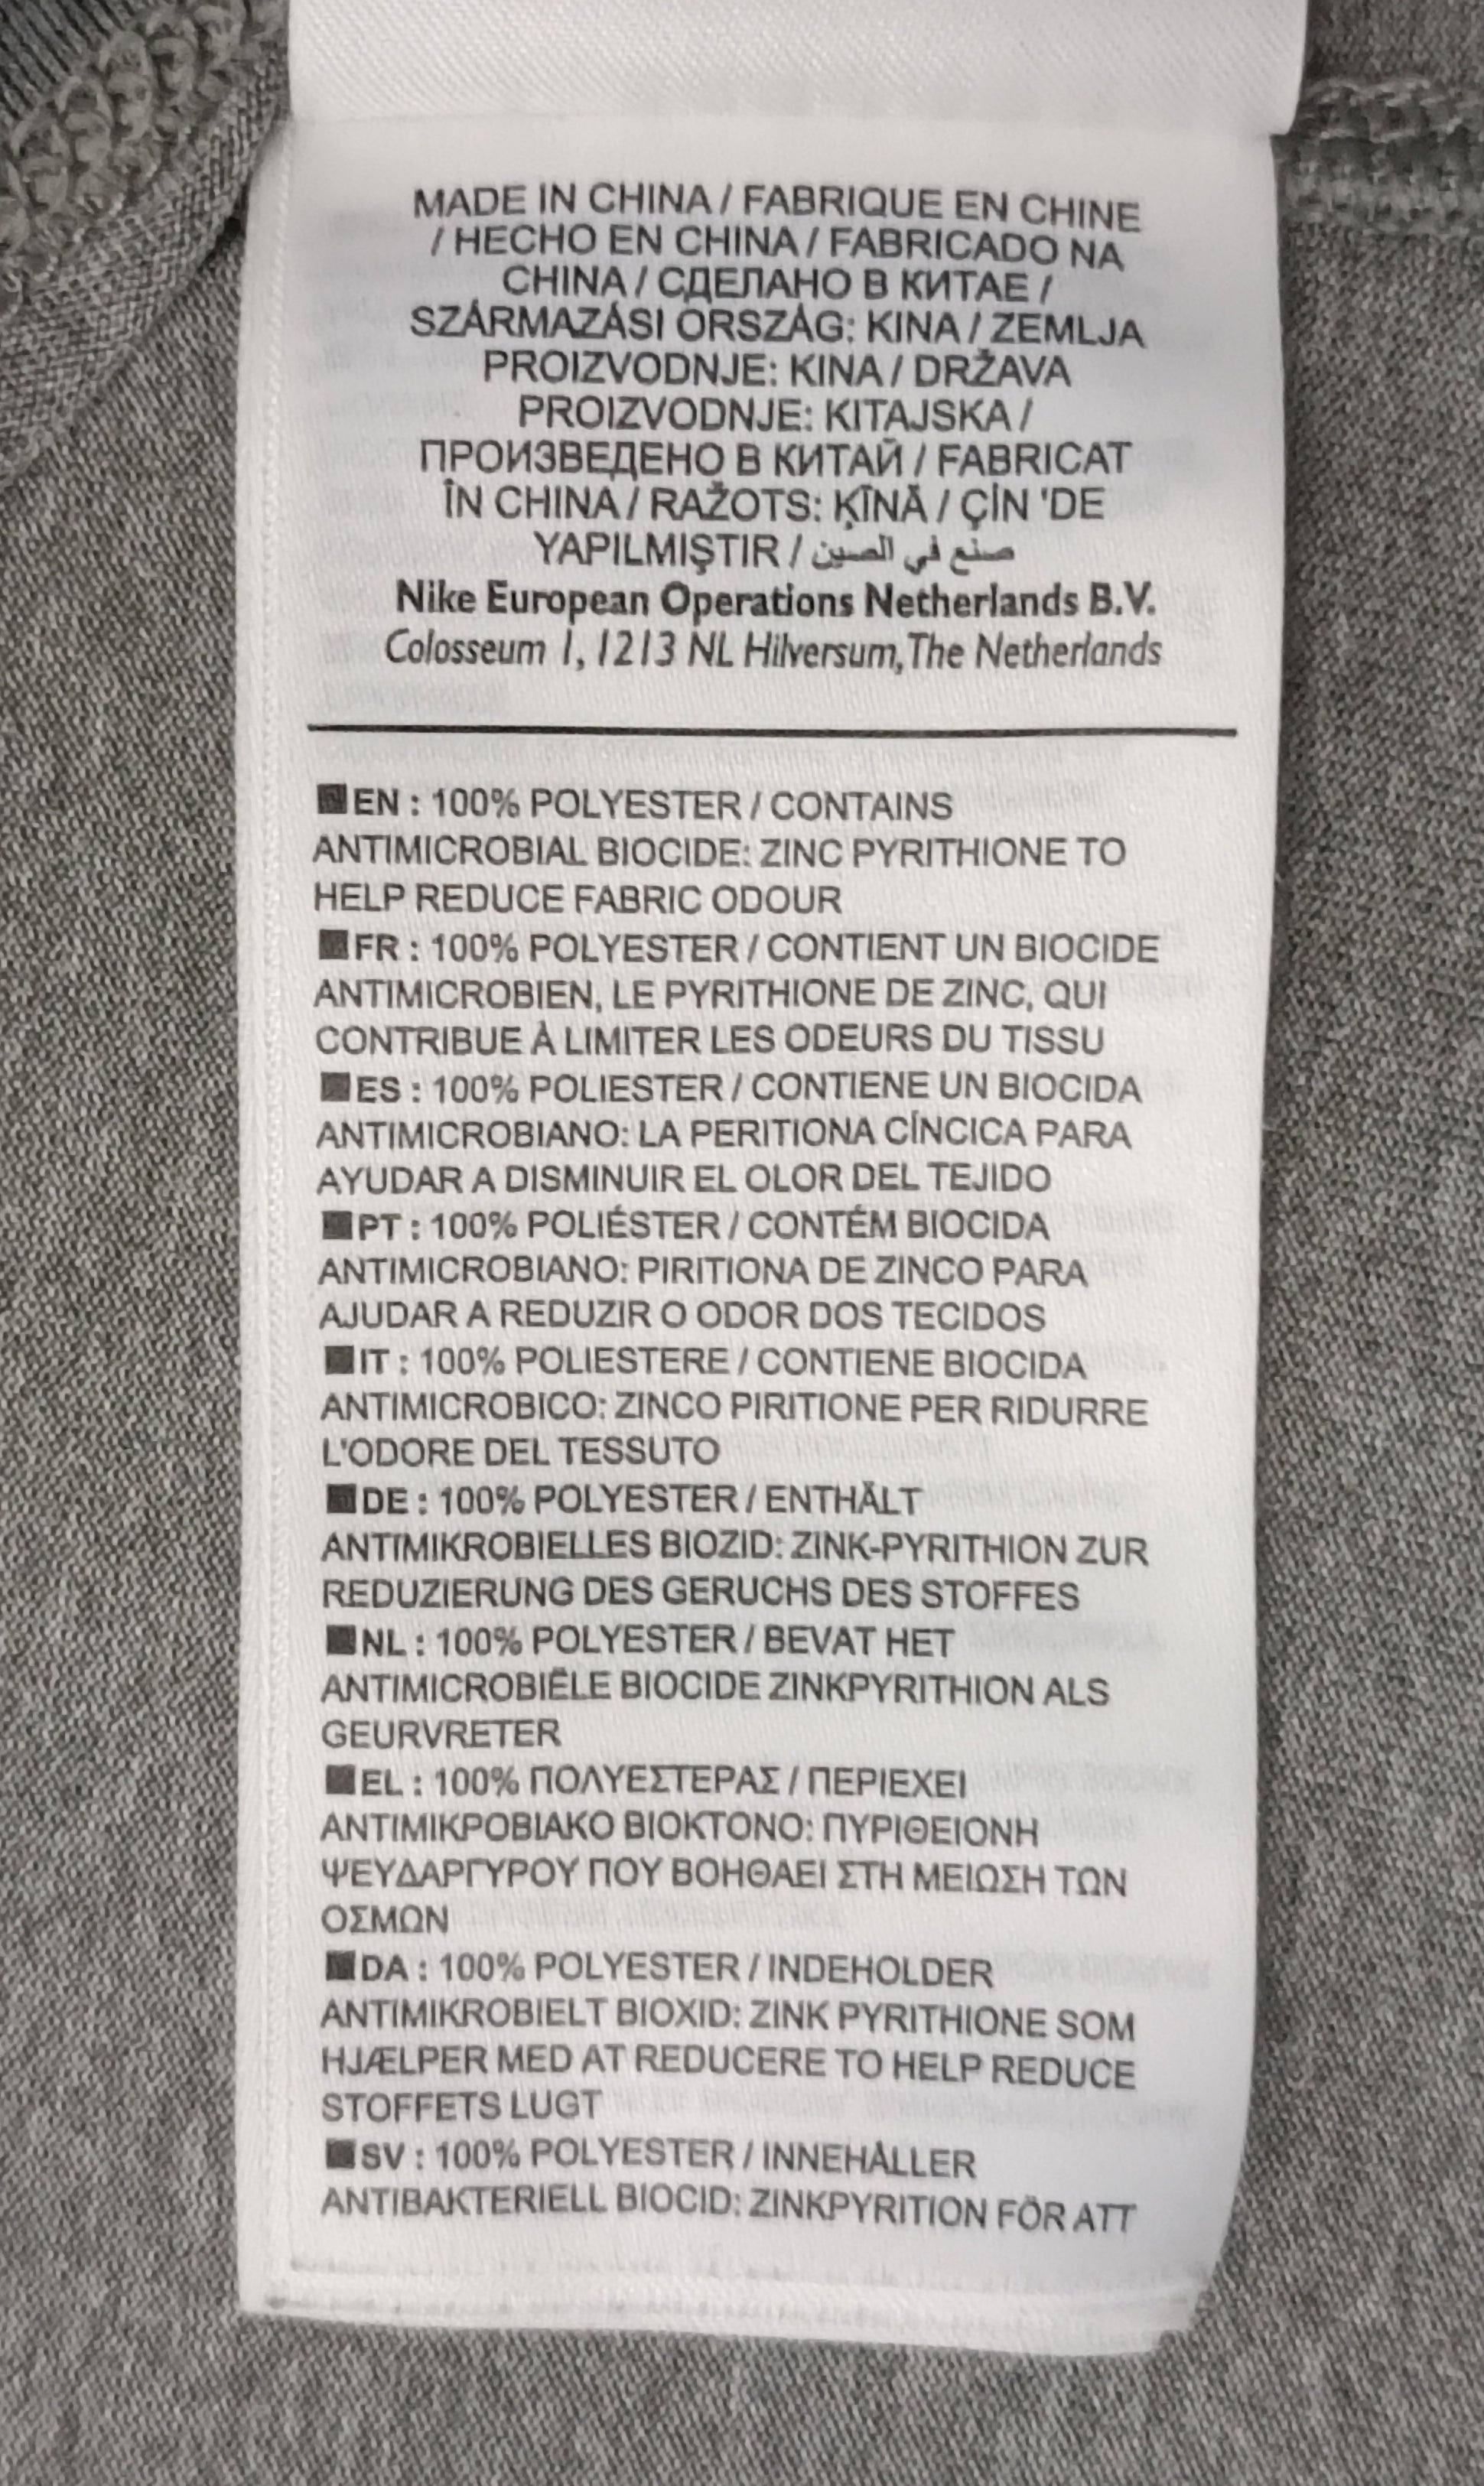 MADE IN CHINA / FABRIQUE EN CHINE
/ HECHO EN CHINA / FABRICADO NA
CHINA / СДЕЛАНО В КИТАЕ /
SZÁRMAZÁSI ORSZÁG: KINA / ZEMLJA
PROIZVODNJE: KINA / DRŽAVA
PROIZVODNJE: KITAJSKA /
ПРОИЗВЕДЕНО В КИТАЙ / FABRICAT
ÎN CHINA / RAŽOTS: ĶĪNĀ / ÇİN 'DE
YAPILMIŞTIR / صنع في الصين
Nike European Operations Netherlands B.V.
Colosseum 1, 1213 NL Hilversum, The Netherlands
■EN : 100% POLYESTER / CONTAINS
ANTIMICROBIAL BIOCIDE: ZINC PYRITHIONE TO
HELP REDUCE FABRIC ODOUR
■FR : 100% POLYESTER / CONTIENT UN BIOCIDE
ANTIMICROBIEN, LE PYRITHIONE DE ZINC, QUI
CONTRIBUE À LIMITER LES ODEURS DU TISSU
■ES : 100% POLIESTER / CONTIENE UN BIOCIDA
ANTIMICROBIANO: LA PERITIONA CÍNCICA PARA
AYUDAR A DISMINUIR EL OLOR DEL TEJIDO
■PT : 100% POLIÉSTER / CONTÉM BIOCIDA
ANTIMICROBIANO: PIRITIONA DE ZINCO PARA
AJUDAR A REDUZIR O ODOR DOS TECIDOS
■IT : 100% POLIESTERE / CONTIENE BIOCIDA
ANTIMICROBICO: ZINCO PIRITIONE PER RIDURRE
L'ODORE DEL TESSUTO
■DE : 100% POLYESTER / ENTHÄLT
ANTIMIKROBIELLES BIOZID: ZINK-PYRITHION ZUR
REDUZIERUNG DES GERUCHS DES STOFFES
■NL : 100% POLYESTER / BEVAT HET
ANTIMICROBIËLE BIOCIDE ZINKPYRITHION ALS
GEURVRETER
■EL : 100% ΠΟΛΥΕΣΤΕΡΑΣ / ΠΕΡΙΕΧΕΙ
ΑΝΤΙΜΙΚΡΟΒΙΑΚΟ ΒΙΟΚΤΟΝΟ: ΠΥΡΙΘΕΙΟΝΗ
ΨΕΥΔΑΡΓΥΡΟΥ ΠΟΥ ΒΟΗΘΑΕΙ ΣΤΗ ΜΕΙΩΣΗ ΤΩΝ
ΟΣΜΩΝ
■DA : 100% POLYESTER / INDEHOLDER
ANTIMIKROBIELT BIOXID: ZINK PYRITHIONE SOM
HJÆLPER MED AT REDUCERE TO HELP REDUCE
STOFFETS LUGT
■SV : 100% POLYESTER / INNEHÅLLER
ANTIBAKTERIELL BIOCID: ZINKPYRITION FÖR ATT